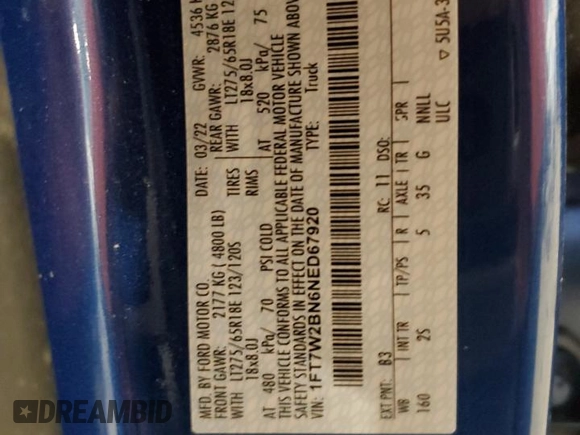 MFD. BY FORD MOTOR CO.
DATE: 03/22 GVWR: 4536
FRONT GAWR: 2177 KG ( 4800 LB) REAR GAWR: 2876 KG
WITH LT275/65R18E 123/120S TIRES WITH LT275/65R18E 12
18x8.0J RIMS 18x8.0J
AT 480 kPa/ 70 PSI COLD AT 520 kPa/ 75
THIS VEHICLE CONFORMS TO ALL APPLICABLE FEDERAL MOTOR VEHICLE
SAFETY STANDARDS IN EFFECT ON THE DATE OF MANUFACTURE SHOWN ABOV
VIN: 1FT7W2BN6NED67920 TYPE: Truck
EXT PNT: B3 RC: 11 DSO:
WB INT TR TP/PS R AXLE TR SPR
160 2S 5 35 G NNLL
ULC ▽ 5U5A-3
DREAMBID